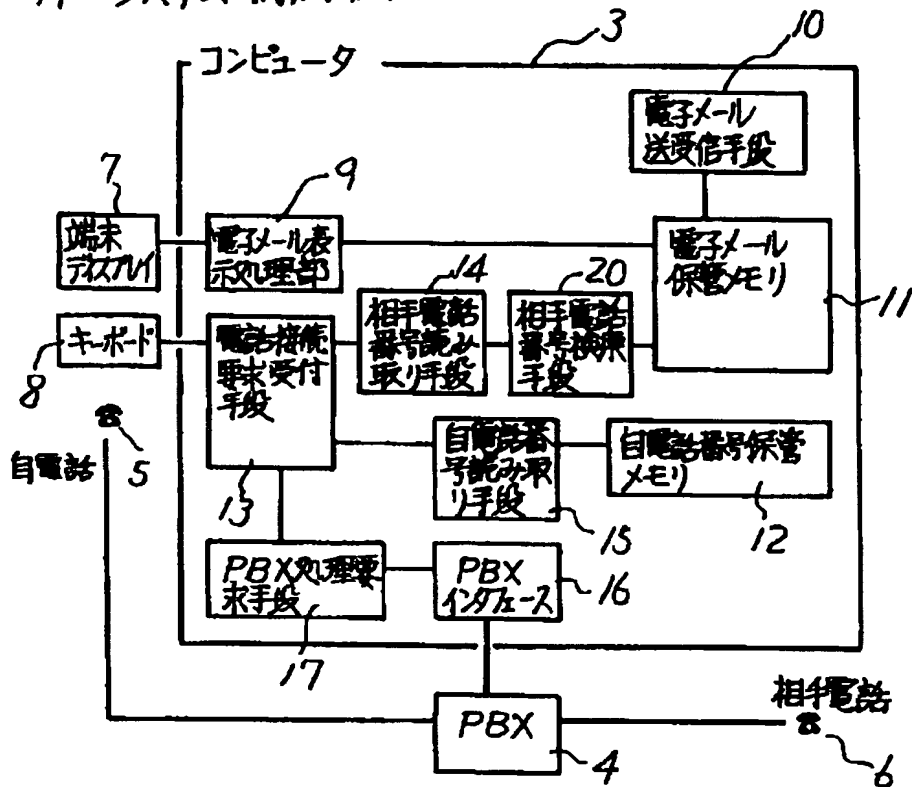 3
10
コンピュータ
電子メール
送受信手段
7
9
端末
ディスプレイ
電子メール表
示処理部
14
20
電子メール
保管メモリ
11
キーボード
8
電話接続
要求受付
手段
相手電話
番号読み
取り手段
相手電話
番号検索
手段
5
自電話
13
自電話番
号読み取
り手段
自電話番号保管
メモリ
15
12
PBX処理要
求手段
PBX
インタフェース
16
17
相手電話
PBX
4
6